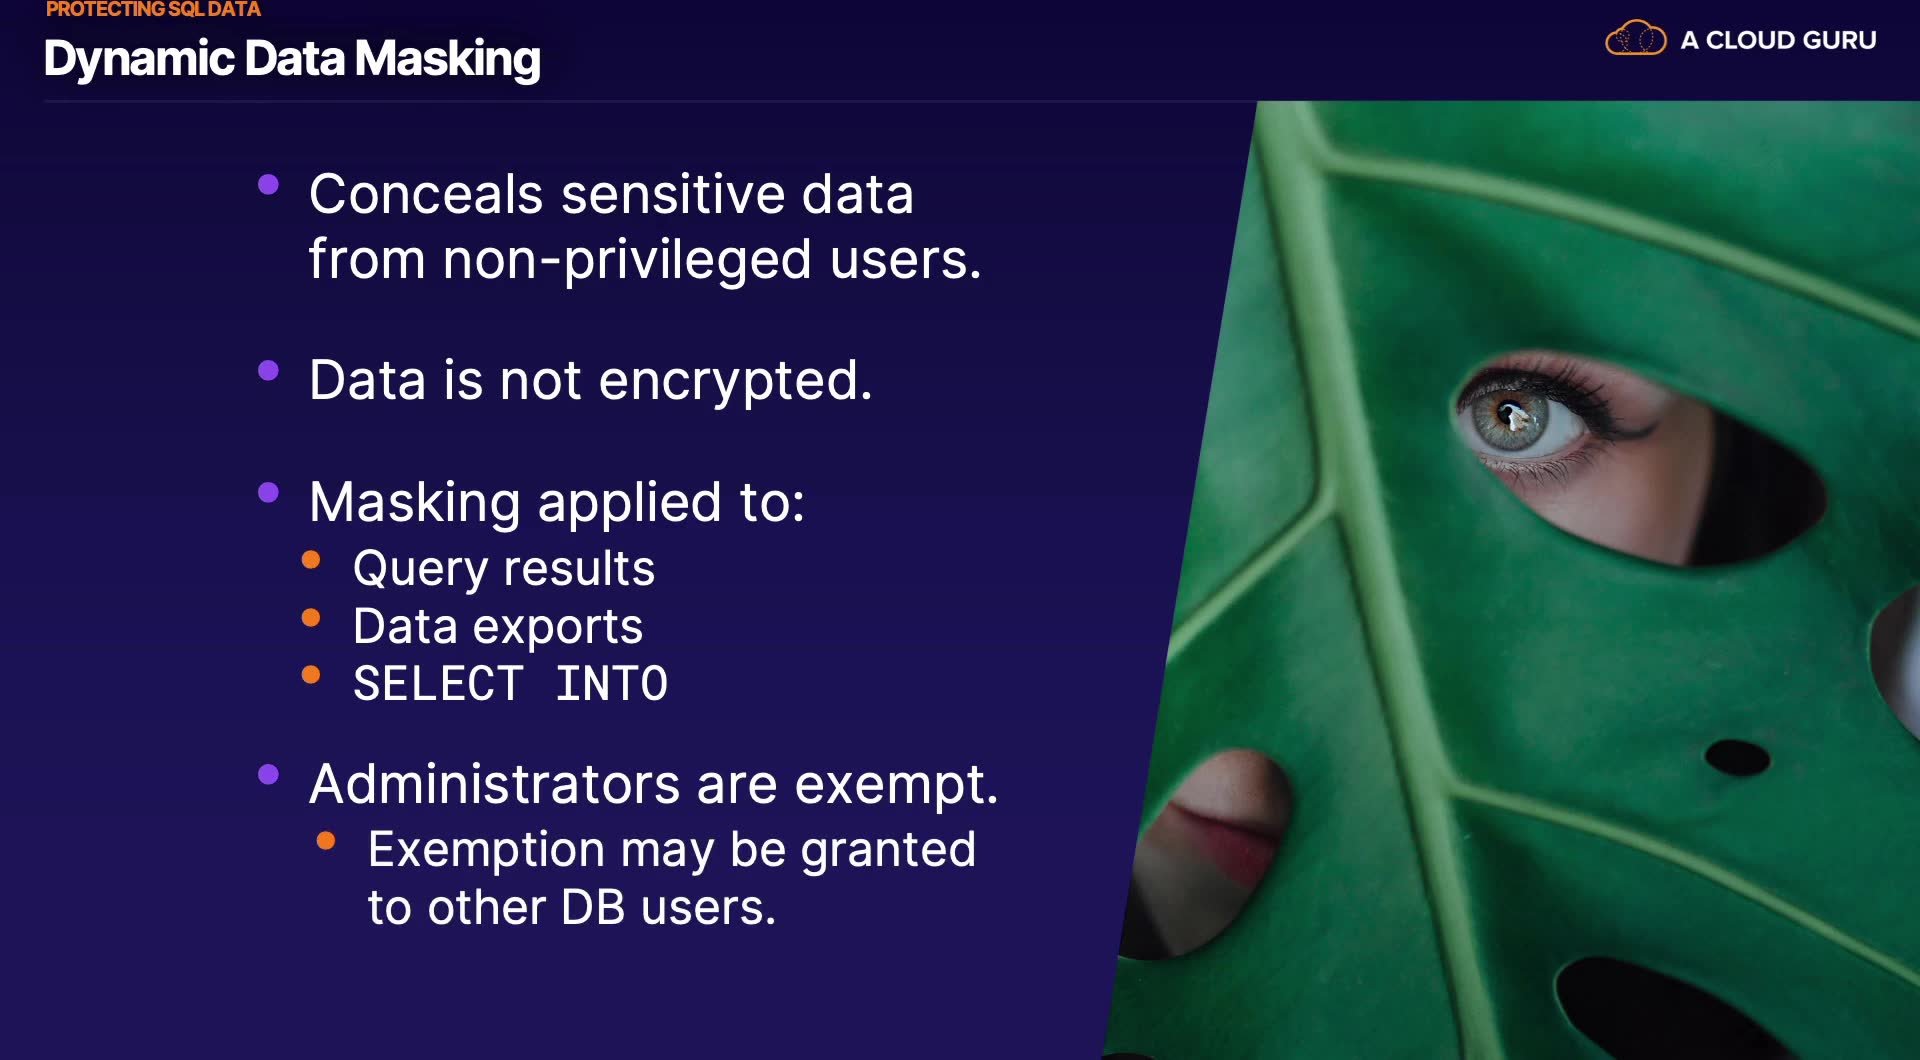 PROTECTING SQL DATA
Dynamic Data Masking
A CLOUD GURU
Conceals sensitive data
from non-privileged users.
Data is not encrypted.
Masking applied to:
Query results
Data exports
SELECT INTO
Administrators are exempt.
Exemption may be granted
to other DB users.